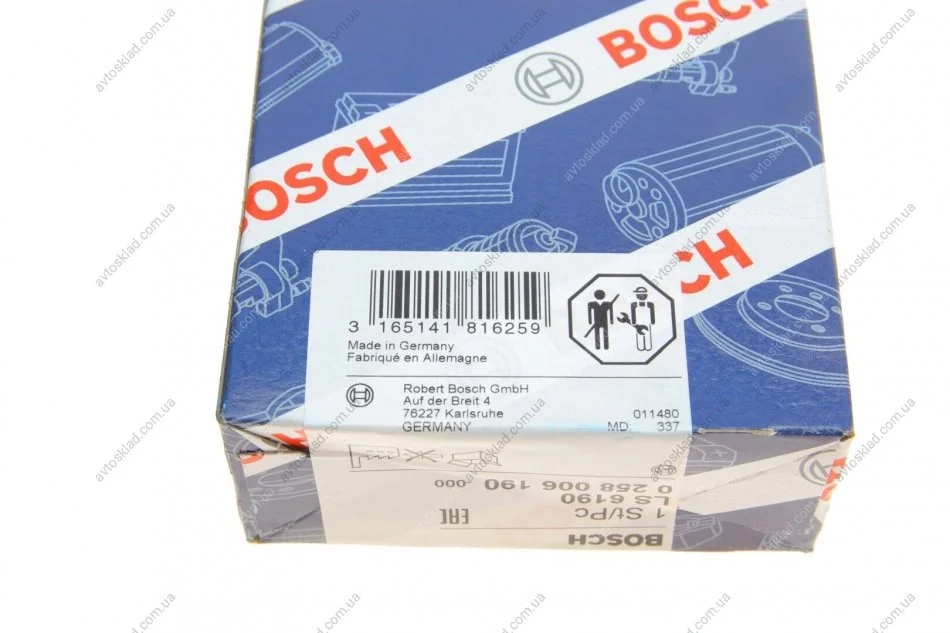 BOSCH
BOSCH
BOSCH
3 165141 816259
Made in Germany
Fabriqué en Allemagne
Robert Bosch GmbH
Auf der Breit 4
76227 Karlsruhe
GERMANY
011480
MD: 337
0 258 006 190 ,000
LS 6190
1 St/Pc
EAC
BOSCH
avtosklad.com.ua